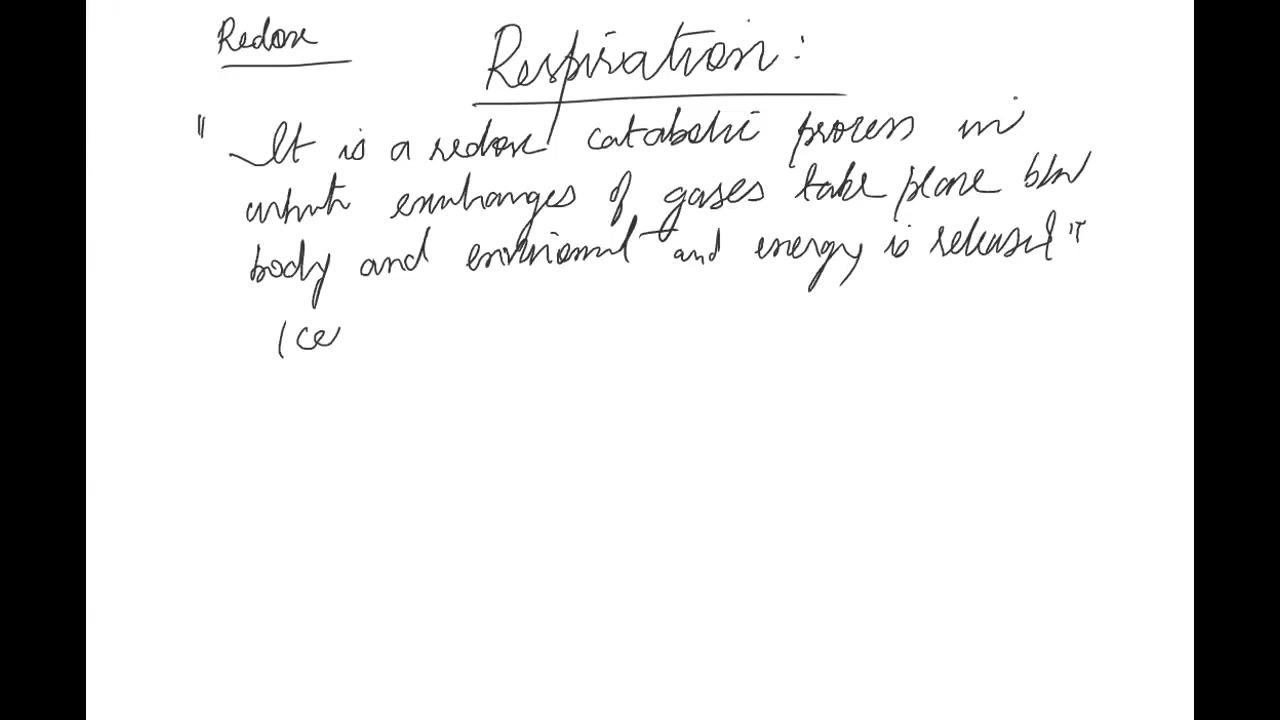 Redox
Respiration:
" It is a redox catabolic process in
which exchanges of gases take place b/w
body and environment and energy is released "
(ce